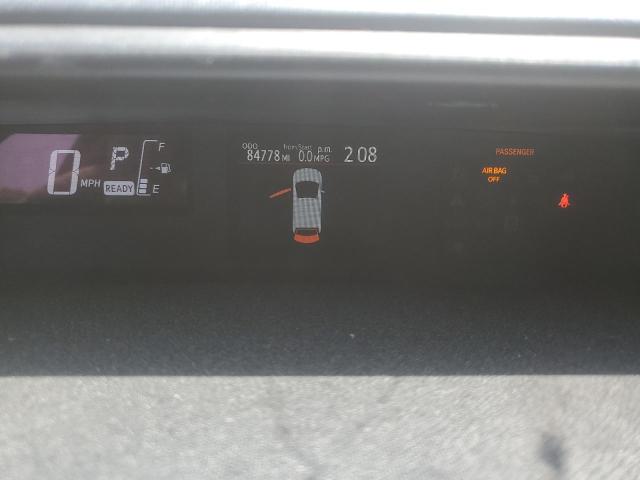 0 MPH
P
READY
F
E
ODO
84778 MI
from Start
0.0 MPG
p.m.
2 08
PASSENGER
AIR BAG
OFF